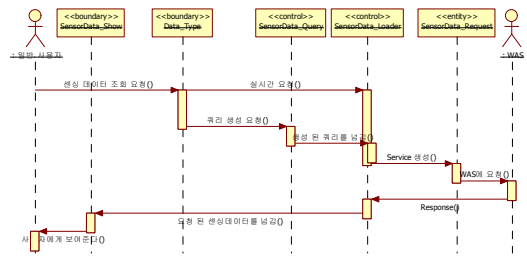 <<boundary>> <<boundary>> <<control>> <<control>> <<entity>>
SensorData_Show Data_Type SensorData_Query SensorData_Loader SensorData_Request
: 일반 사용자 : WAS
센싱 데이터 조회 요청() 실시간 요청()
쿼리 생성 요청()
생성 된 쿼리를 넘김()
Service 생성()
WAS에 요청()
Response()
요청 된 센싱데이터를 넘김()
자에게 보여준다()